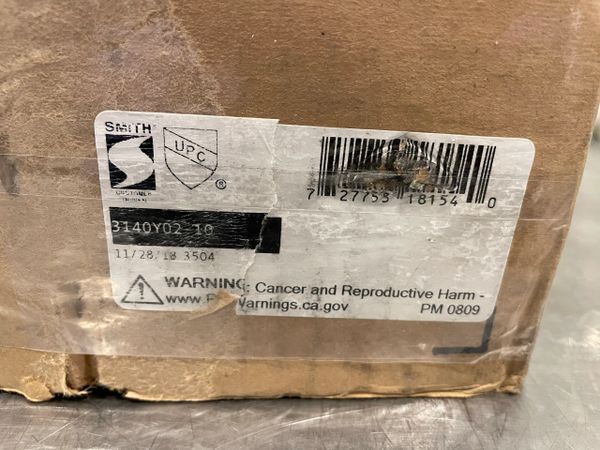 SMITH
UPC
®
7 27753 18154 0
3140Y02-10
11/28/18 3504
WARNING: Cancer and Reproductive Harm -
www. arnings.ca.gov
PM 0809